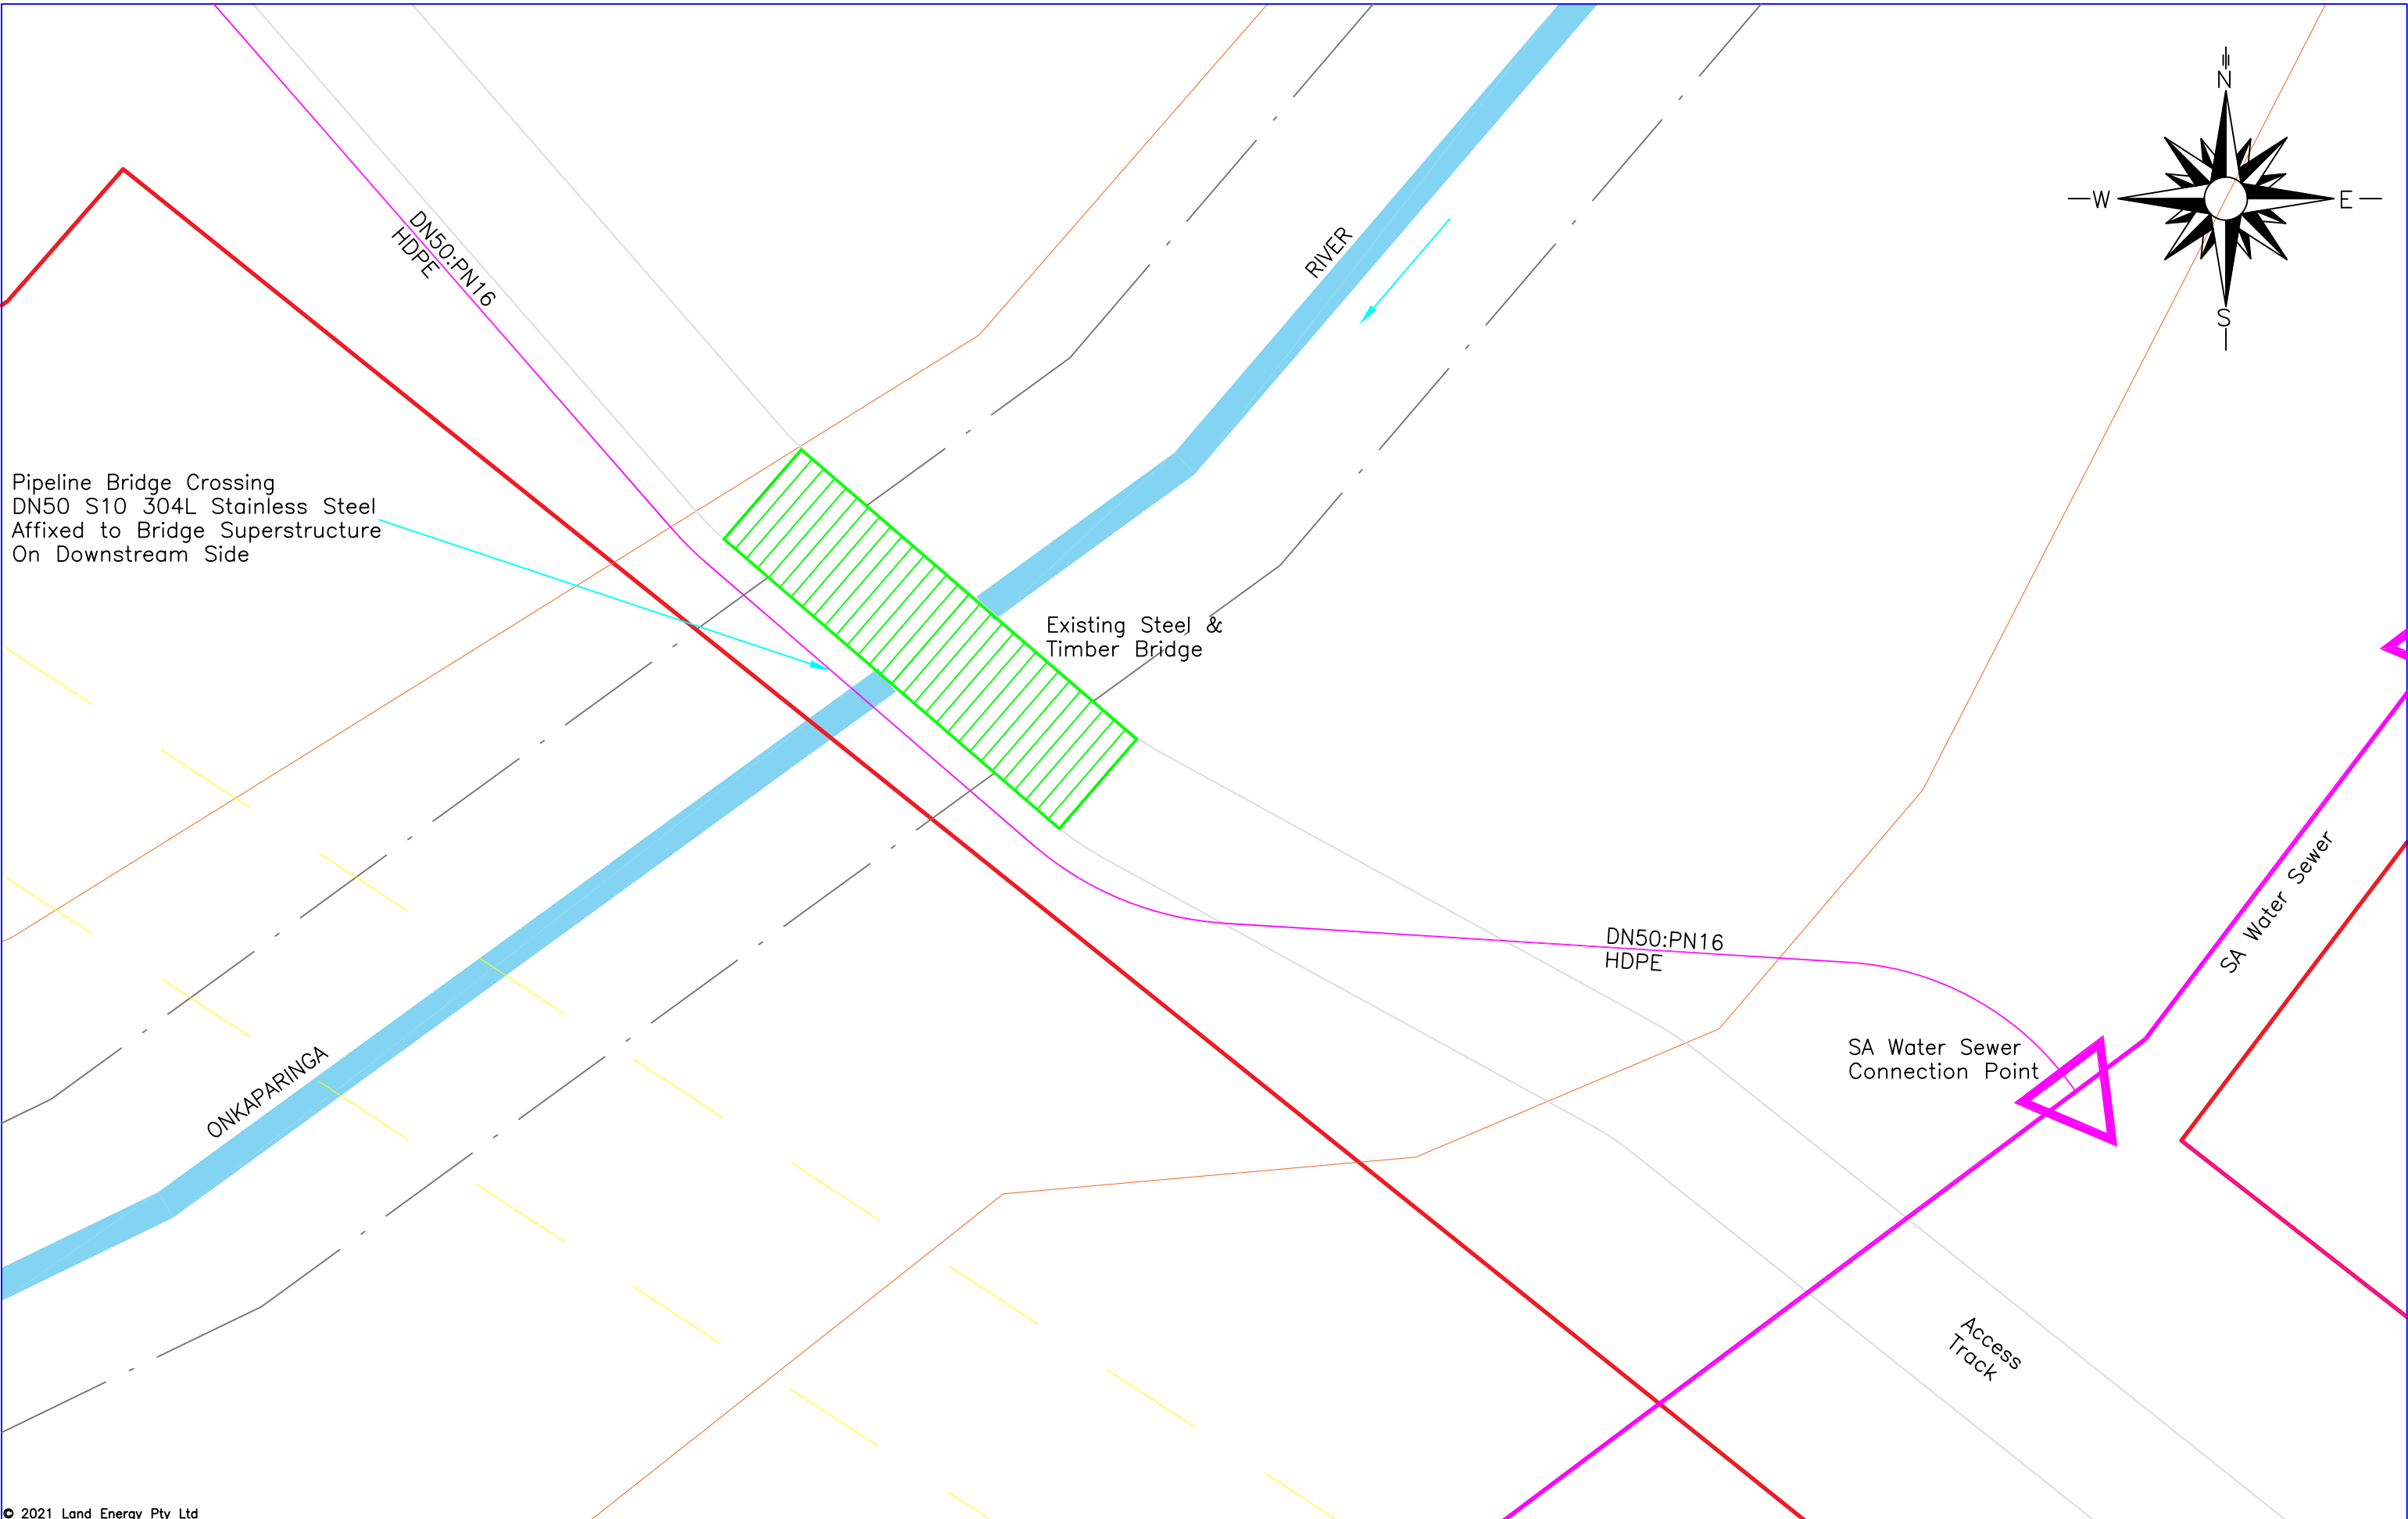 N
W
E
S
DN50:PN16
HDPE
RIVER
Pipeline Bridge Crossing
DN50 S10 304L Stainless Steel
Affixed to Bridge Superstructure
On Downstream Side
Existing Steel &
Timber Bridge
SA Water Sewer
DN50:PN16
HDPE
SA Water Sewer
Connection Point
ONKAPARINGA
Access
Track
© 2021 Land Energy Pty Ltd